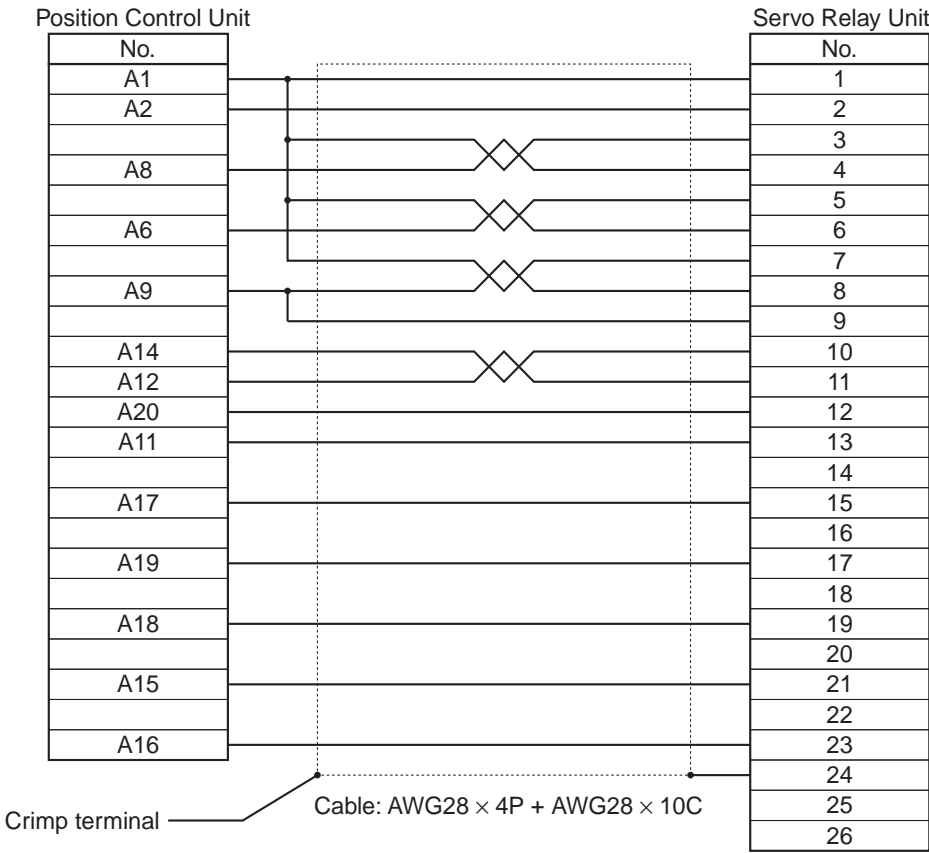 Position Control Unit Servo Relay Unit
No. No.
A1 1
A2 2
3
A8 4
5
A6 6
7
A9 8
9
A14 10
A12 11
A20 12
A11 13
14
A17 15
16
A19 17
18
A18 19
20
A15 21
22
A16 23
24
Cable: AWG28 × 4P + AWG28 × 10C 25
Crimp terminal
26